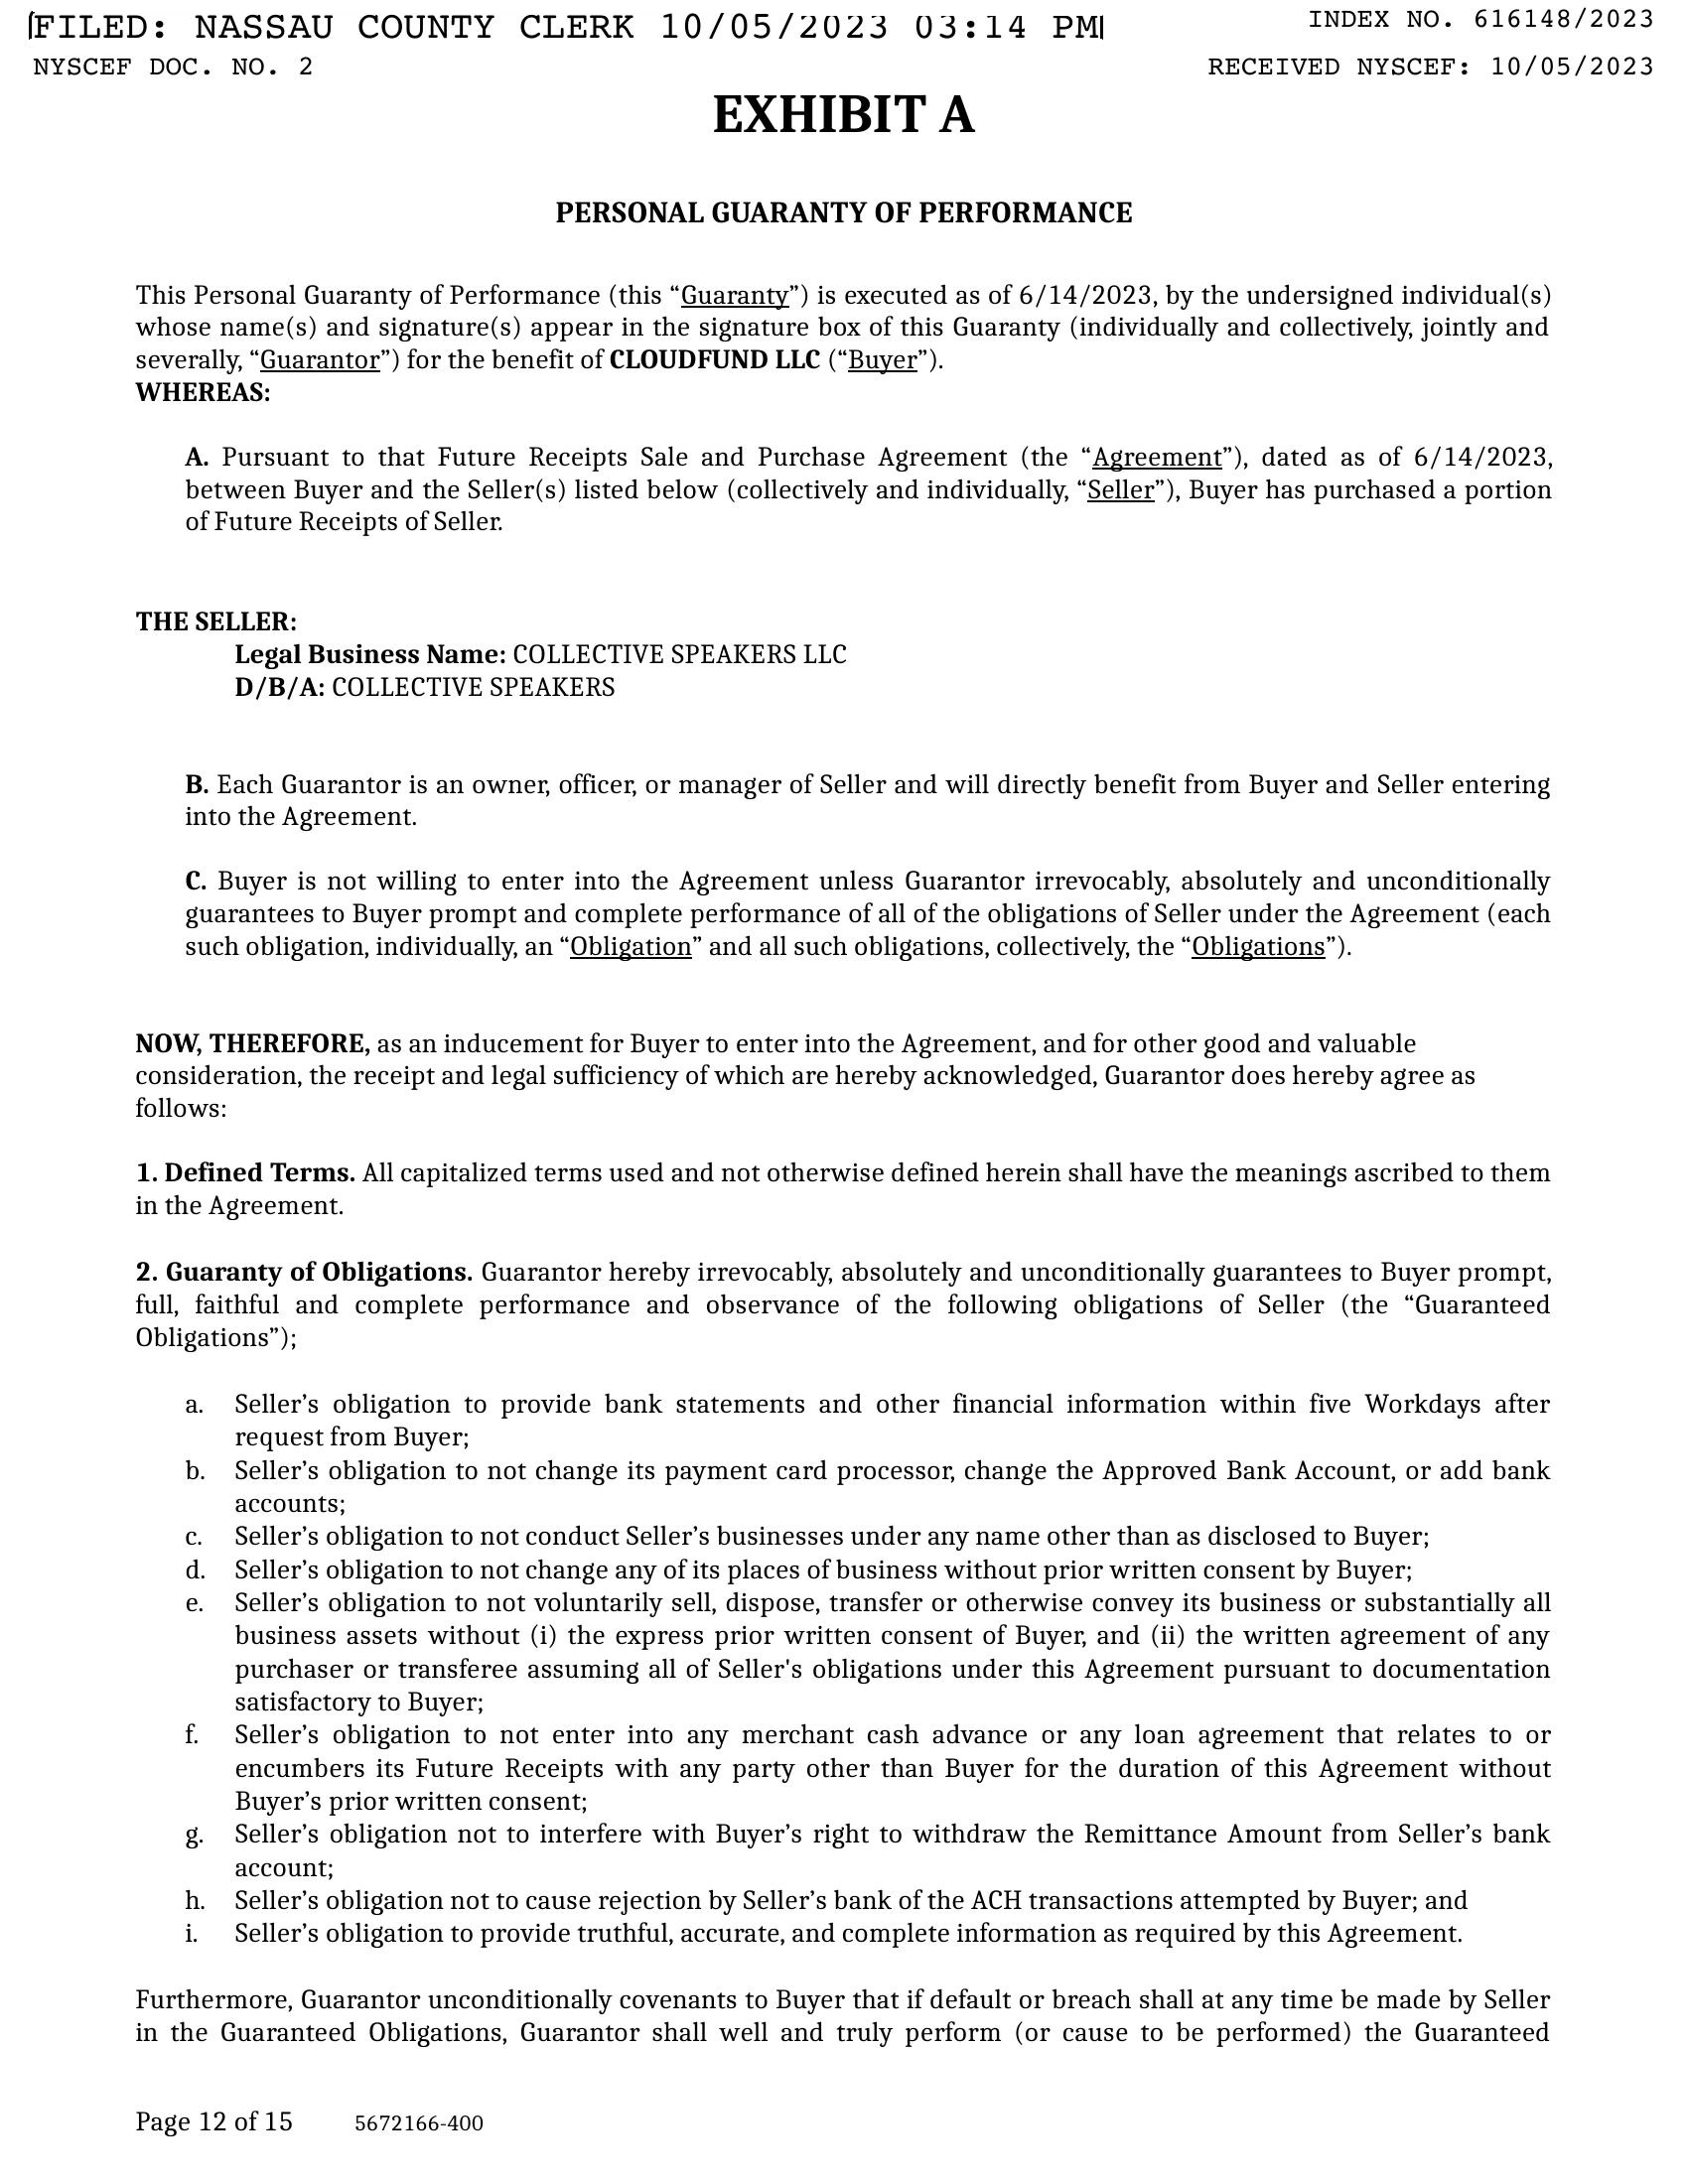 FILED: NASSAU COUNTY CLERK 10/05/2023 03:14 PM
INDEX NO. 616148/2023
NYSCEF DOC. NO. 2
RECEIVED NYSCEF: 10/05/2023
EXHIBIT A
PERSONAL GUARANTY OF PERFORMANCE
This Personal Guaranty of Performance (this “Guaranty”) is executed as of 6/14/2023, by the undersigned individual(s)
whose name(s) and signature(s) appear in the signature box of this Guaranty (individually and collectively, jointly and
severally, “Guarantor”) for the benefit of CLOUDFUND LLC (“Buyer”).
WHEREAS:
A. Pursuant to that Future Receipts Sale and Purchase Agreement (the “Agreement”), dated as of 6/14/2023,
between Buyer and the Seller(s) listed below (collectively and individually, “Seller”), Buyer has purchased a portion
of Future Receipts of Seller.
THE SELLER:
Legal Business Name: COLLECTIVE SPEAKERS LLC
D/B/A: COLLECTIVE SPEAKERS
B. Each Guarantor is an owner, officer, or manager of Seller and will directly benefit from Buyer and Seller entering
into the Agreement.
C. Buyer is not willing to enter into the Agreement unless Guarantor irrevocably, absolutely and unconditionally
guarantees to Buyer prompt and complete performance of all of the obligations of Seller under the Agreement (each
such obligation, individually, an “Obligation” and all such obligations, collectively, the “Obligations”).
NOW, THEREFORE, as an inducement for Buyer to enter into the Agreement, and for other good and valuable
consideration, the receipt and legal sufficiency of which are hereby acknowledged, Guarantor does hereby agree as
follows:
1. Defined Terms. All capitalized terms used and not otherwise defined herein shall have the meanings ascribed to them
in the Agreement.
2. Guaranty of Obligations. Guarantor hereby irrevocably, absolutely and unconditionally guarantees to Buyer prompt,
full, faithful and complete performance and observance of the following obligations of Seller (the “Guaranteed
Obligations”);
a. Seller’s obligation to provide bank statements and other financial information within five Workdays after
request from Buyer;
b. Seller’s obligation to not change its payment card processor, change the Approved Bank Account, or add bank
accounts;
c. Seller’s obligation to not conduct Seller’s businesses under any name other than as disclosed to Buyer;
d. Seller’s obligation to not change any of its places of business without prior written consent by Buyer;
e. Seller’s obligation to not voluntarily sell, dispose, transfer or otherwise convey its business or substantially all
business assets without (i) the express prior written consent of Buyer, and (ii) the written agreement of any
purchaser or transferee assuming all of Seller's obligations under this Agreement pursuant to documentation
satisfactory to Buyer;
f. Seller’s obligation to not enter into any merchant cash advance or any loan agreement that relates to or
encumbers its Future Receipts with any party other than Buyer for the duration of this Agreement without
Buyer’s prior written consent;
g. Seller’s obligation not to interfere with Buyer’s right to withdraw the Remittance Amount from Seller’s bank
account;
h. Seller’s obligation not to cause rejection by Seller’s bank of the ACH transactions attempted by Buyer; and
i. Seller’s obligation to provide truthful, accurate, and complete information as required by this Agreement.
Furthermore, Guarantor unconditionally covenants to Buyer that if default or breach shall at any time be made by Seller
in the Guaranteed Obligations, Guarantor shall well and truly perform (or cause to be performed) the Guaranteed
Page 12 of 15 5672166-400